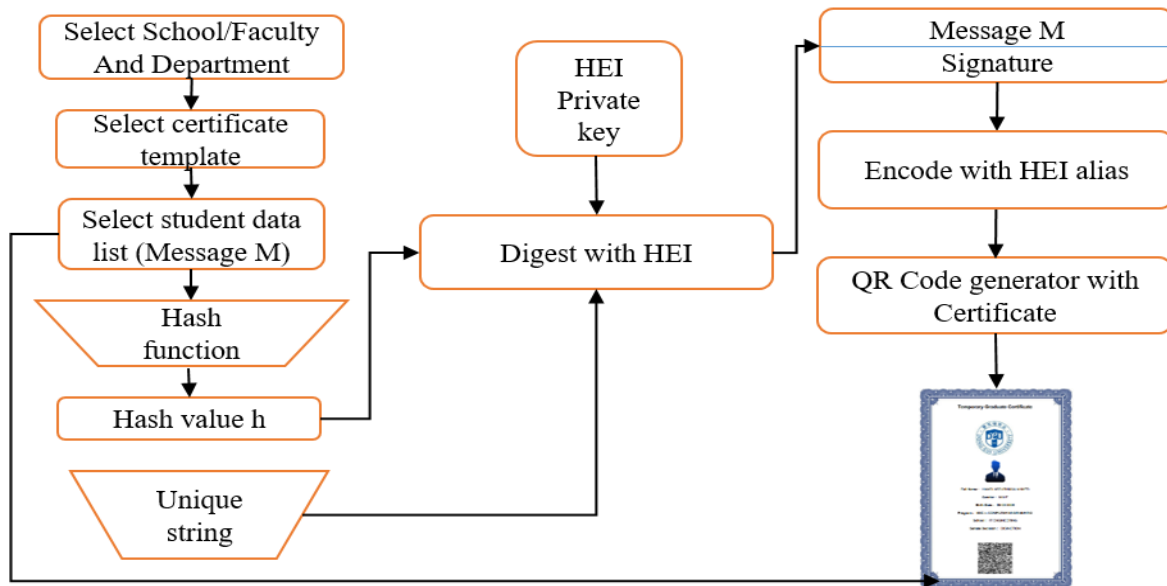 Select School/Faculty
And Department
Select certificate
template
Select student data
list (Message M)
Hash
function
Hash value h
Unique
string
HEI
Private
key
Digest with HEI
Message M
Signature
Encode with HEI alias
QR Code generator with
Certificate
Temporary Graduate Certificate